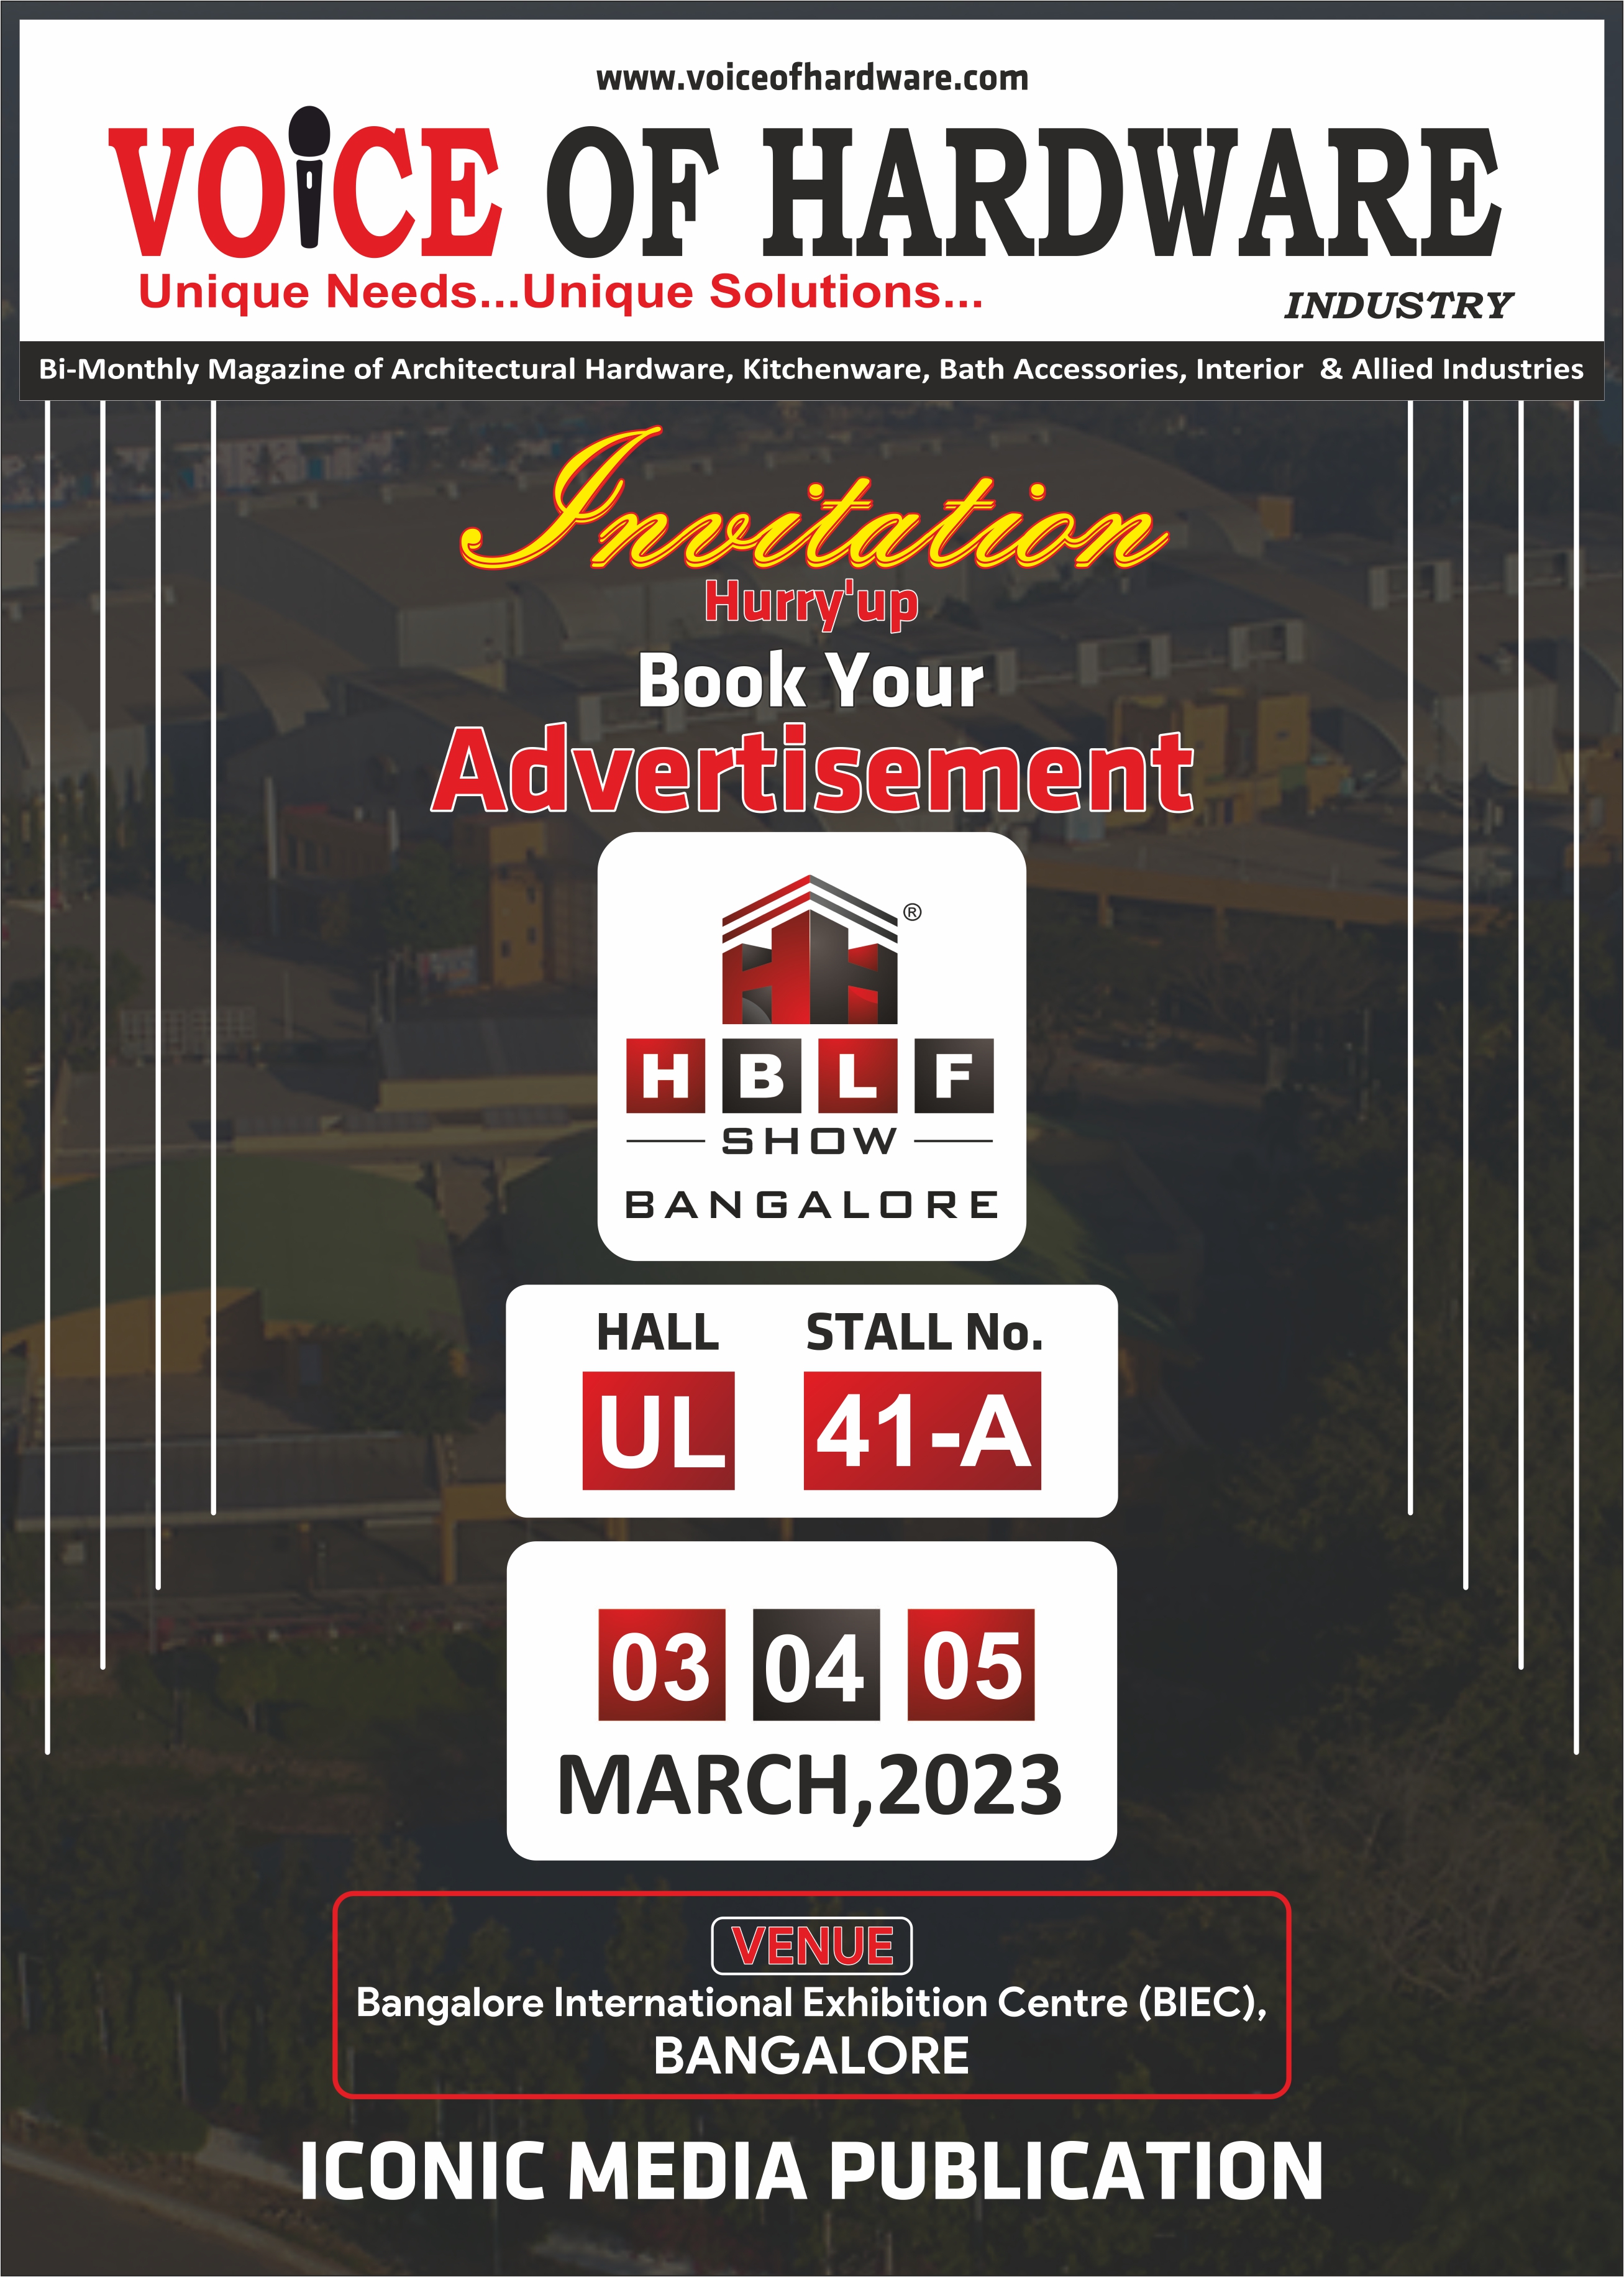 www.voiceofhardware.com
VOiCE OF HARDWARE
Unique Needs...Unique Solutions...
INDUSTRY
Bi-Monthly Magazine of Architectural Hardware, Kitchenware, Bath Accessories, Interior & Allied Industries
Invitation
Hurry'up
Book Your
Advertisement
®
H B L F
SHOW
BANGALORE
HALL STALL No.
UL 41-A
03 04 05
MARCH,2023
VENUE
Bangalore International Exhibition Centre (BIEC),
BANGALORE
ICONIC MEDIA PUBLICATION